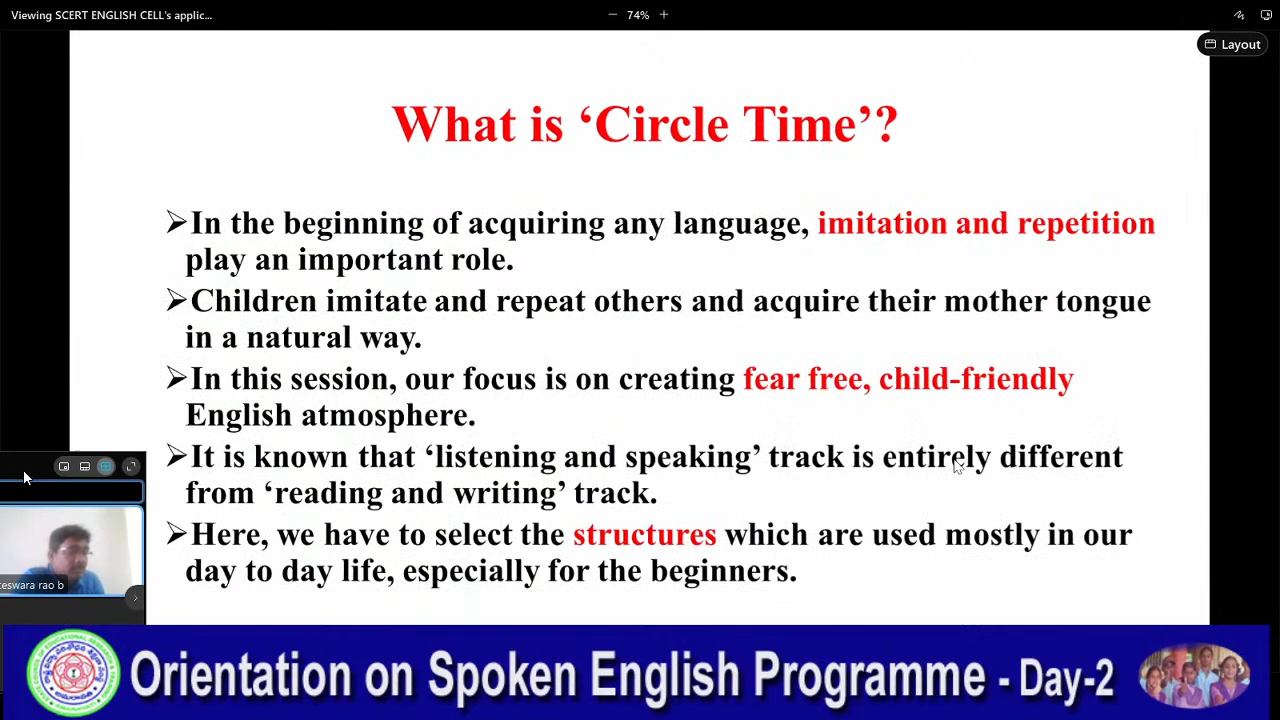 Viewing SCERT ENGLISH CELL's applic...
74%
Layout
What is ‘Circle Time’?
➢In the beginning of acquiring any language, imitation and repetition
play an important role.
➢Children imitate and repeat others and acquire their mother tongue
in a natural way.
➢In this session, our focus is on creating fear free, child-friendly
English atmosphere.
➢It is known that ‘listening and speaking’ track is entirely different
from ‘reading and writing’ track.
➢Here, we have to select the structures which are used mostly in our
day to day life, especially for the beginners.
teswara rao b
Orientation on Spoken English Programme - Day-2